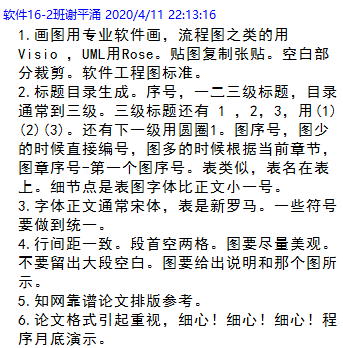 软件16-2班谢平涌 2020/4/11 22:13:16
1.画图用专业软件画，流程图之类的用
Visio ，UML用Rose。贴图复制张贴。空白部
分裁剪。软件工程图标准。
2.标题目录生成。序号，一二三级标题，目录
通常到三级。三级标题还有 1 ，2，3，用(1)
(2)(3)。还有下一级用圆圈1。图序号，图少
的时候直接编号，图多的时候根据当前章节，
图章序号-第一个图序号。表类似，表名在表
上。细节点是表图字体比正文小一号。
3.字体正文通常宋体，表是新罗马。一些符号
要做到统一。
4.行间距一致。段首空两格。图要尽量美观。
不要留出大段空白。图要给出说明和那个图所
示。
5.知网靠谱论文排版参考。
6.论文格式引起重视，细心！细心！细心！程
序月底演示。